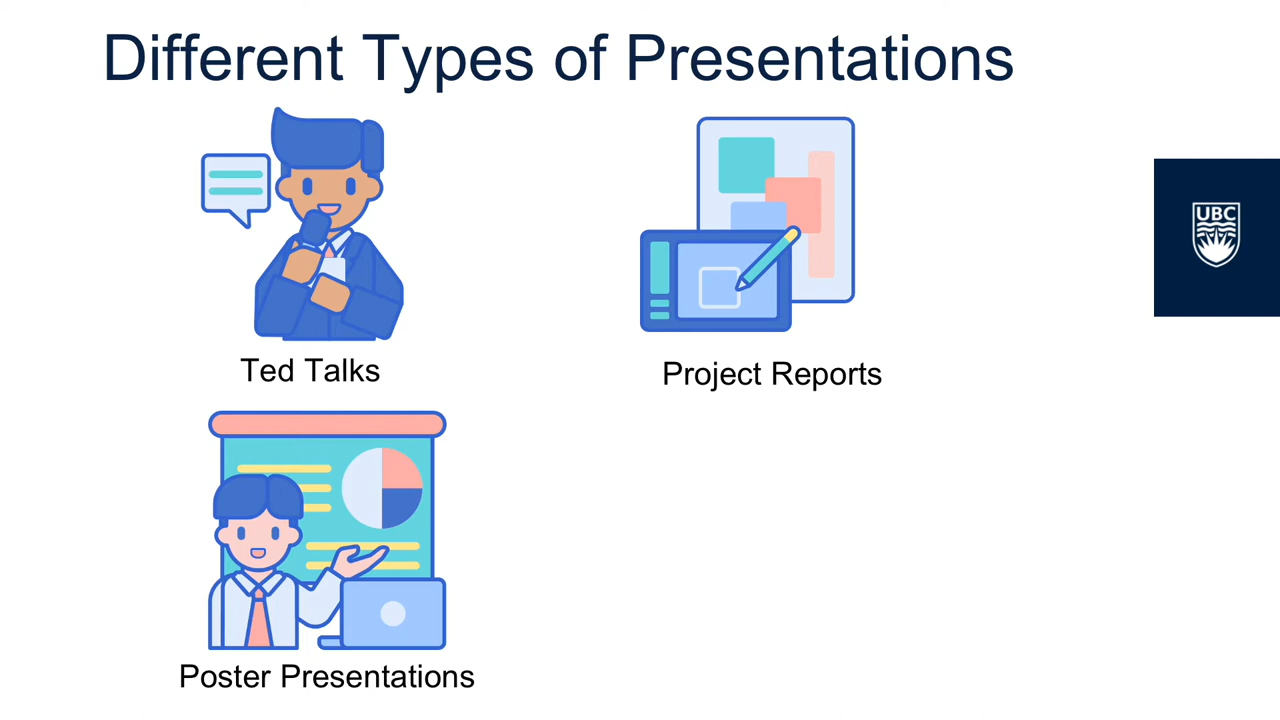 Different Types of Presentations
UBC
Ted Talks
Project Reports
Poster Presentations